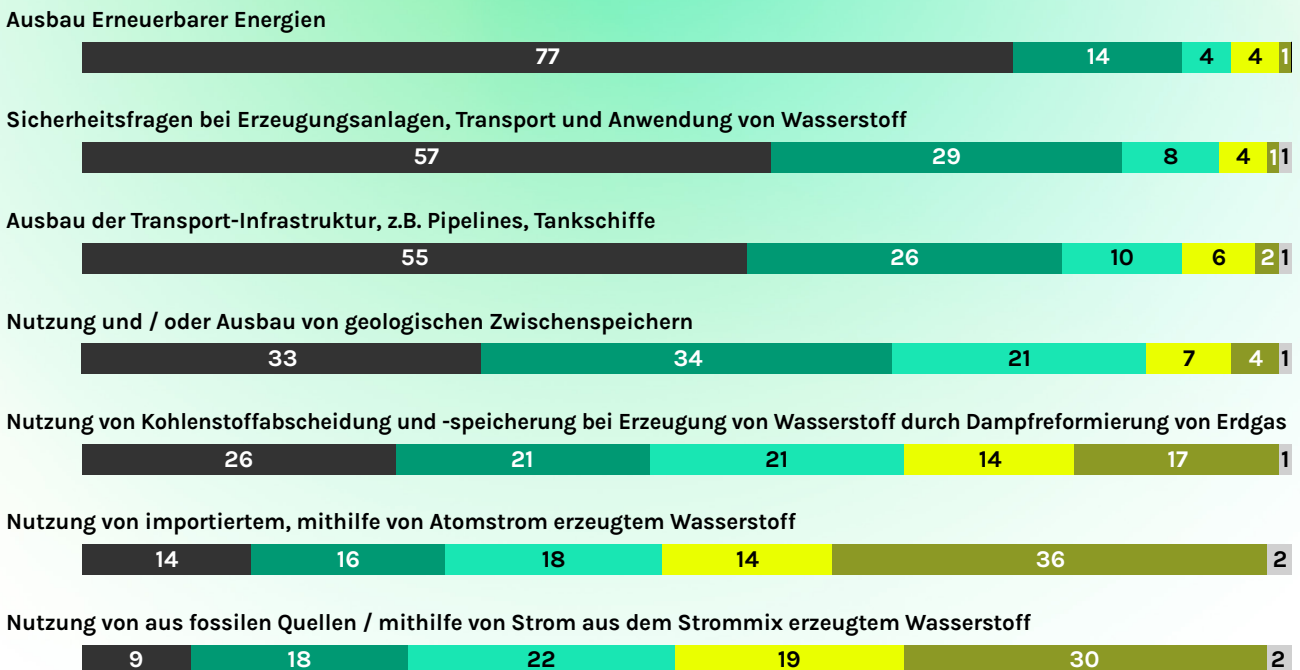 Ausbau Erneuerbarer Energien
77 14 4 4 1
Sicherheitsfragen bei Erzeugungsanlagen, Transport und Anwendung von Wasserstoff
57 29 8 4 1 1
Ausbau der Transport-Infrastruktur, z.B. Pipelines, Tankschiffe
55 26 10 6 2 1
Nutzung und / oder Ausbau von geologischen Zwischenspeichern
33 34 21 7 4 1
Nutzung von Kohlenstoffabscheidung und -speicherung bei Erzeugung von Wasserstoff durch Dampfreformierung von Erdgas
26 21 21 14 17 1
Nutzung von importiertem, mithilfe von Atomstrom erzeugtem Wasserstoff
14 16 18 14 36 2
Nutzung von aus fossilen Quellen / mithilfe von Strom aus dem Strommix erzeugtem Wasserstoff
9 18 22 19 30 2